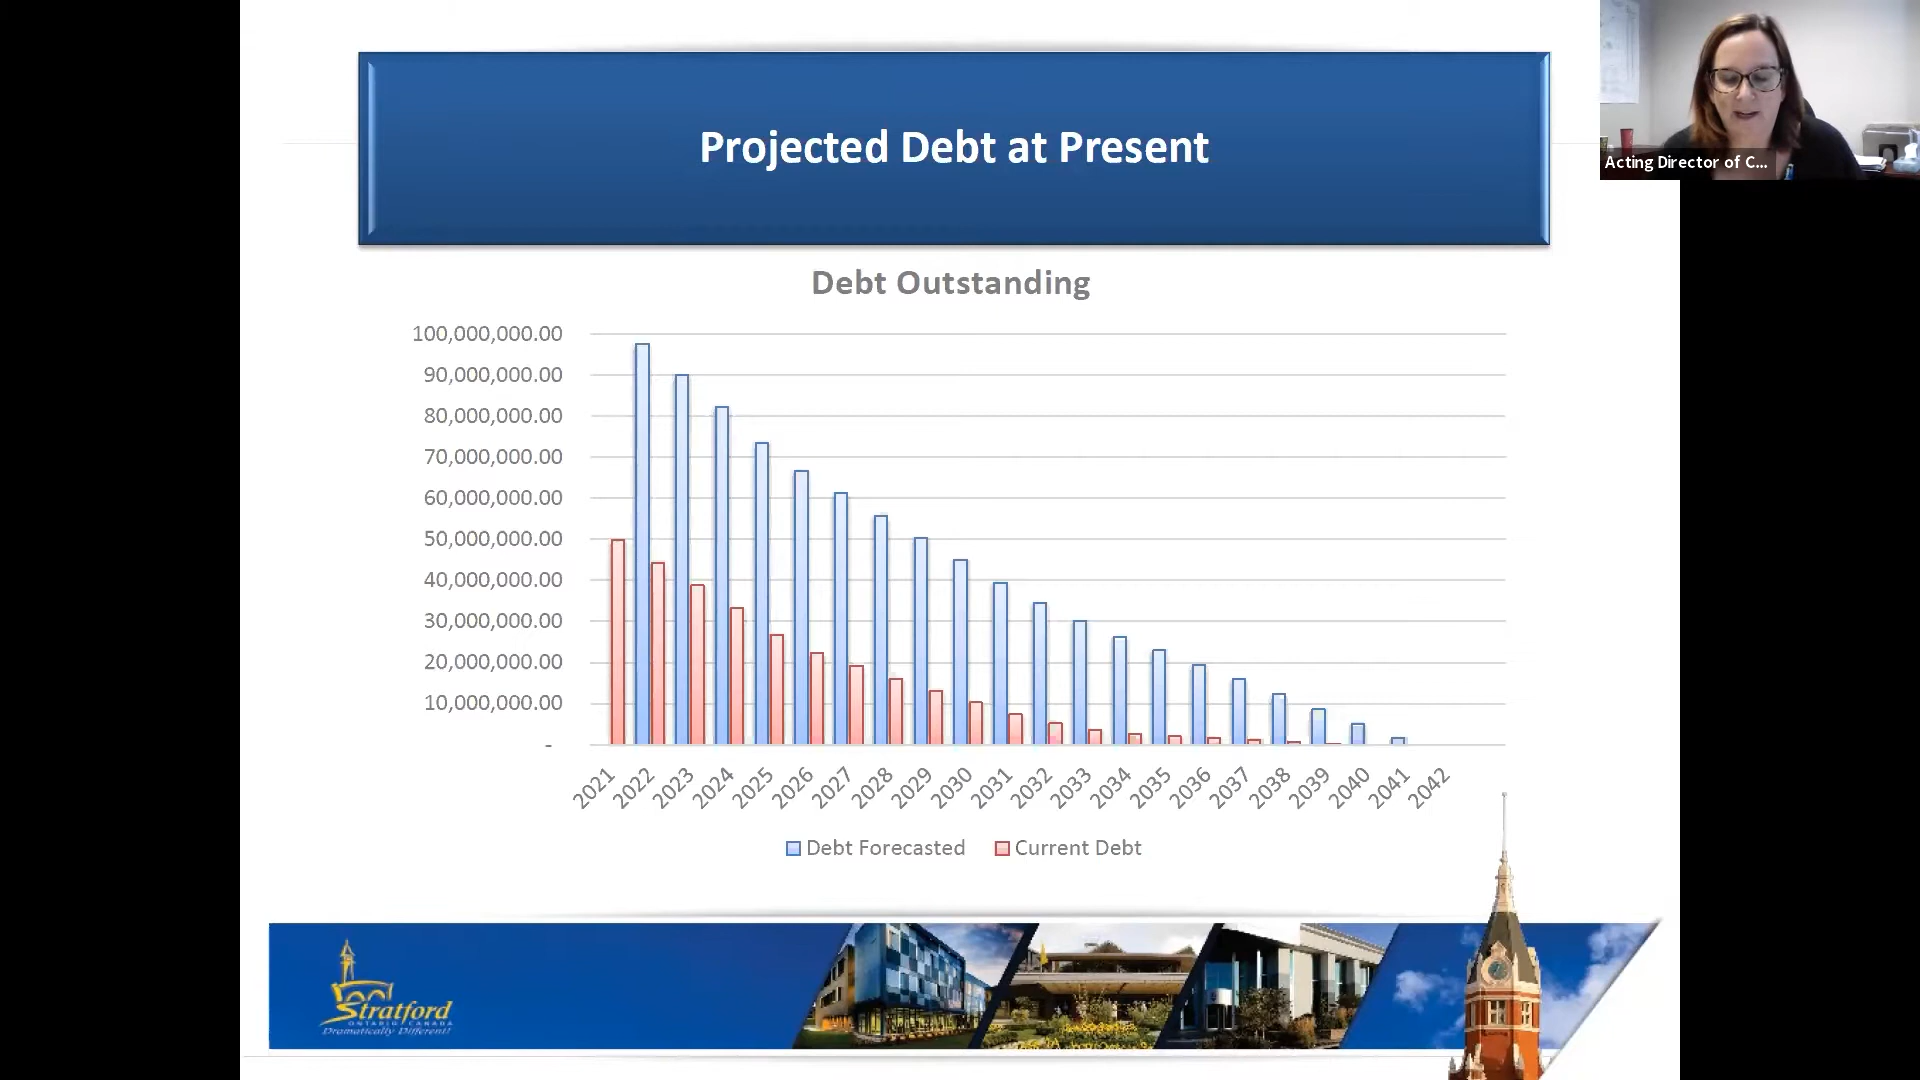 Projected Debt at Present
Acting Director of C...
Debt Outstanding
100,000,000.00
90,000,000.00
80,000,000.00
70,000,000.00
60,000,000.00
50,000,000.00
40,000,000.00
30,000,000.00
20,000,000.00
10,000,000.00
-
2021 2022 2023 2024 2025 2026 2027 2028 2029 2030 2031 2032 2033 2034 2035 2036 2037 2038 2039 2040 2041 2042
Debt Forecasted Current Debt
Stratford
ONTARIO CANADA
Dramatically Different!